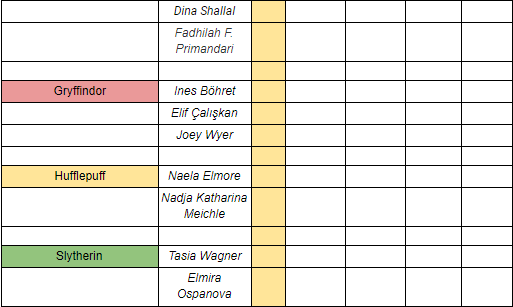 Dina Shallal
Fadhilah F.
Primandari
Gryffindor
Ines Böhret
Elif Çalışkan
Joey Wyer
Hufflepuff
Naela Elmore
Nadja Katharina
Meichle
Slytherin
Tasia Wagner
Elmira
Ospanova